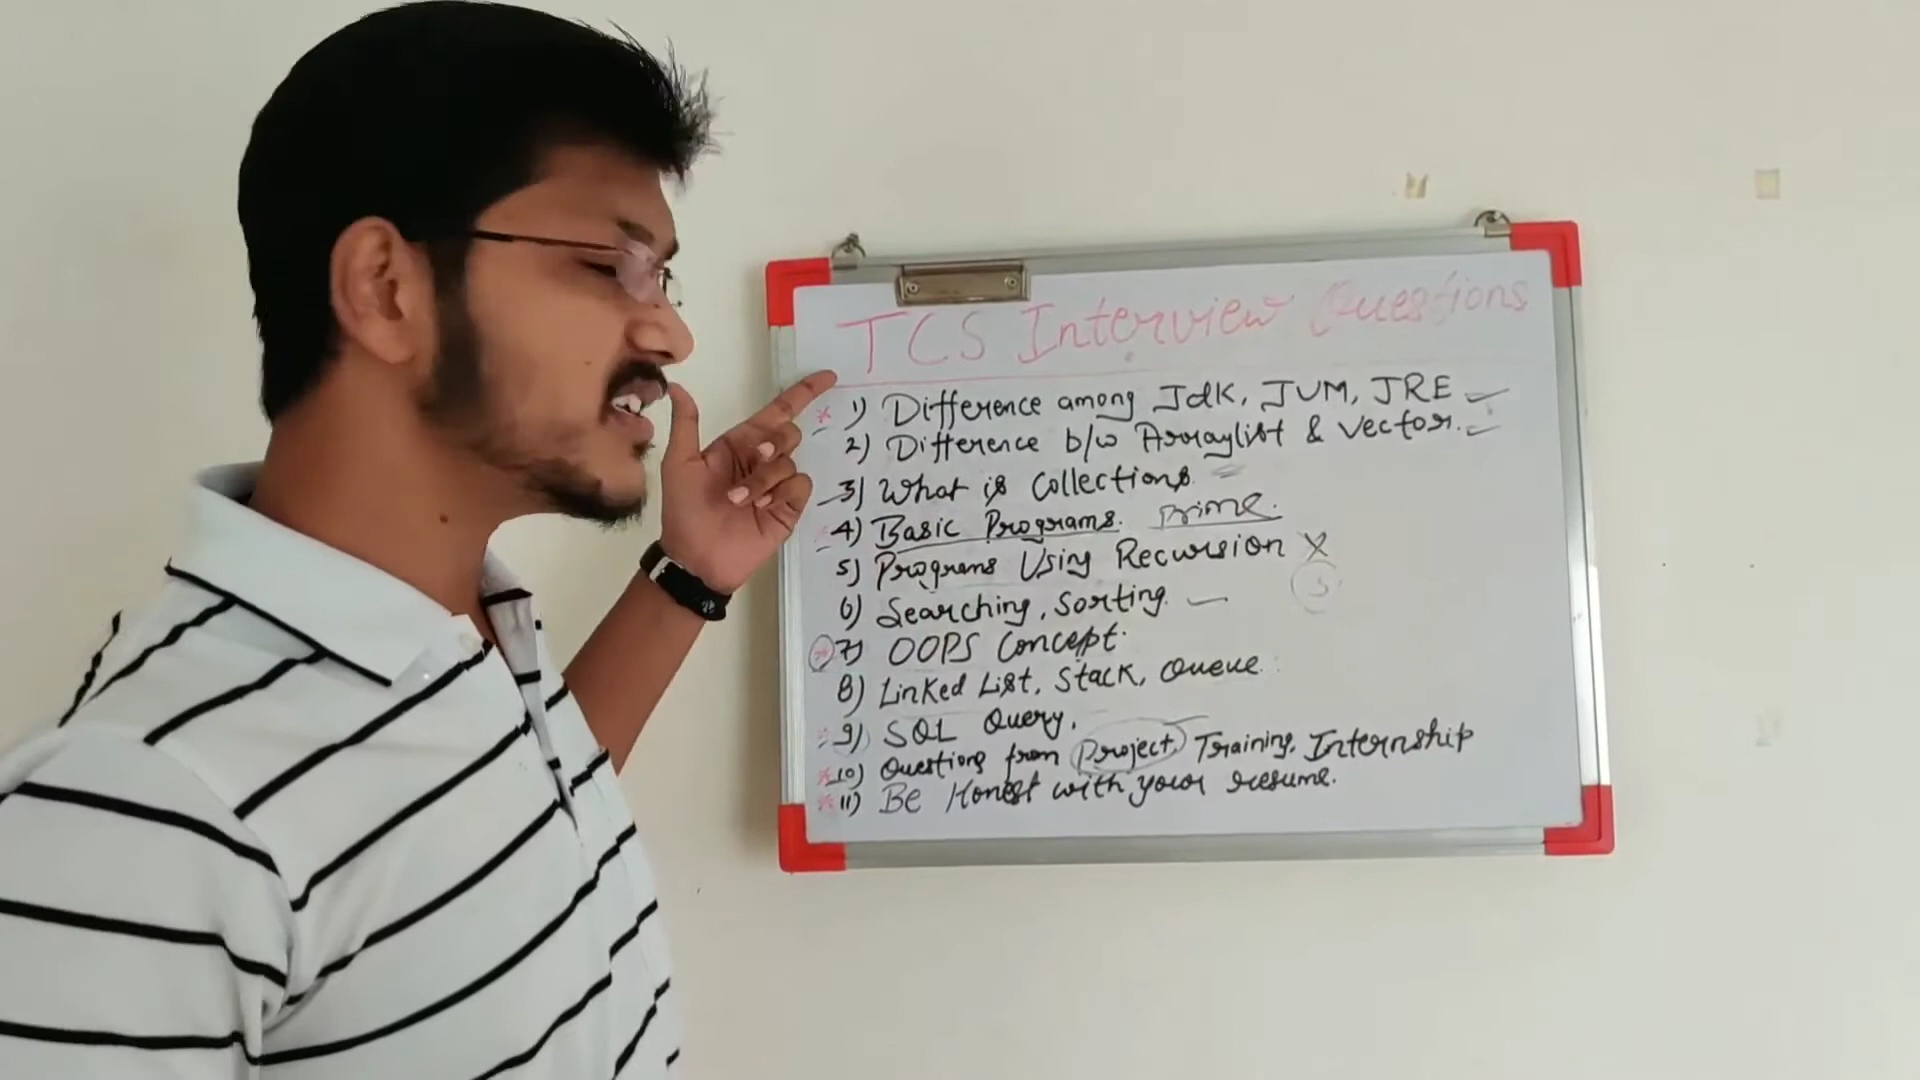 TCS Interview Questions
1) Difference among Jdk, JVM, JRE
2) Difference b/w Arraylist & vector.
3) What is Collections
4) Basic Programs. Prime.
5) Programs Using Recursion X
6) Searching, Sorting.
7) OOPS Concept.
8) Linked List, Stack, Queue.
9) SQL Query.
10) Questions from Project, Training, Internship
11) Be Honest with your resume.